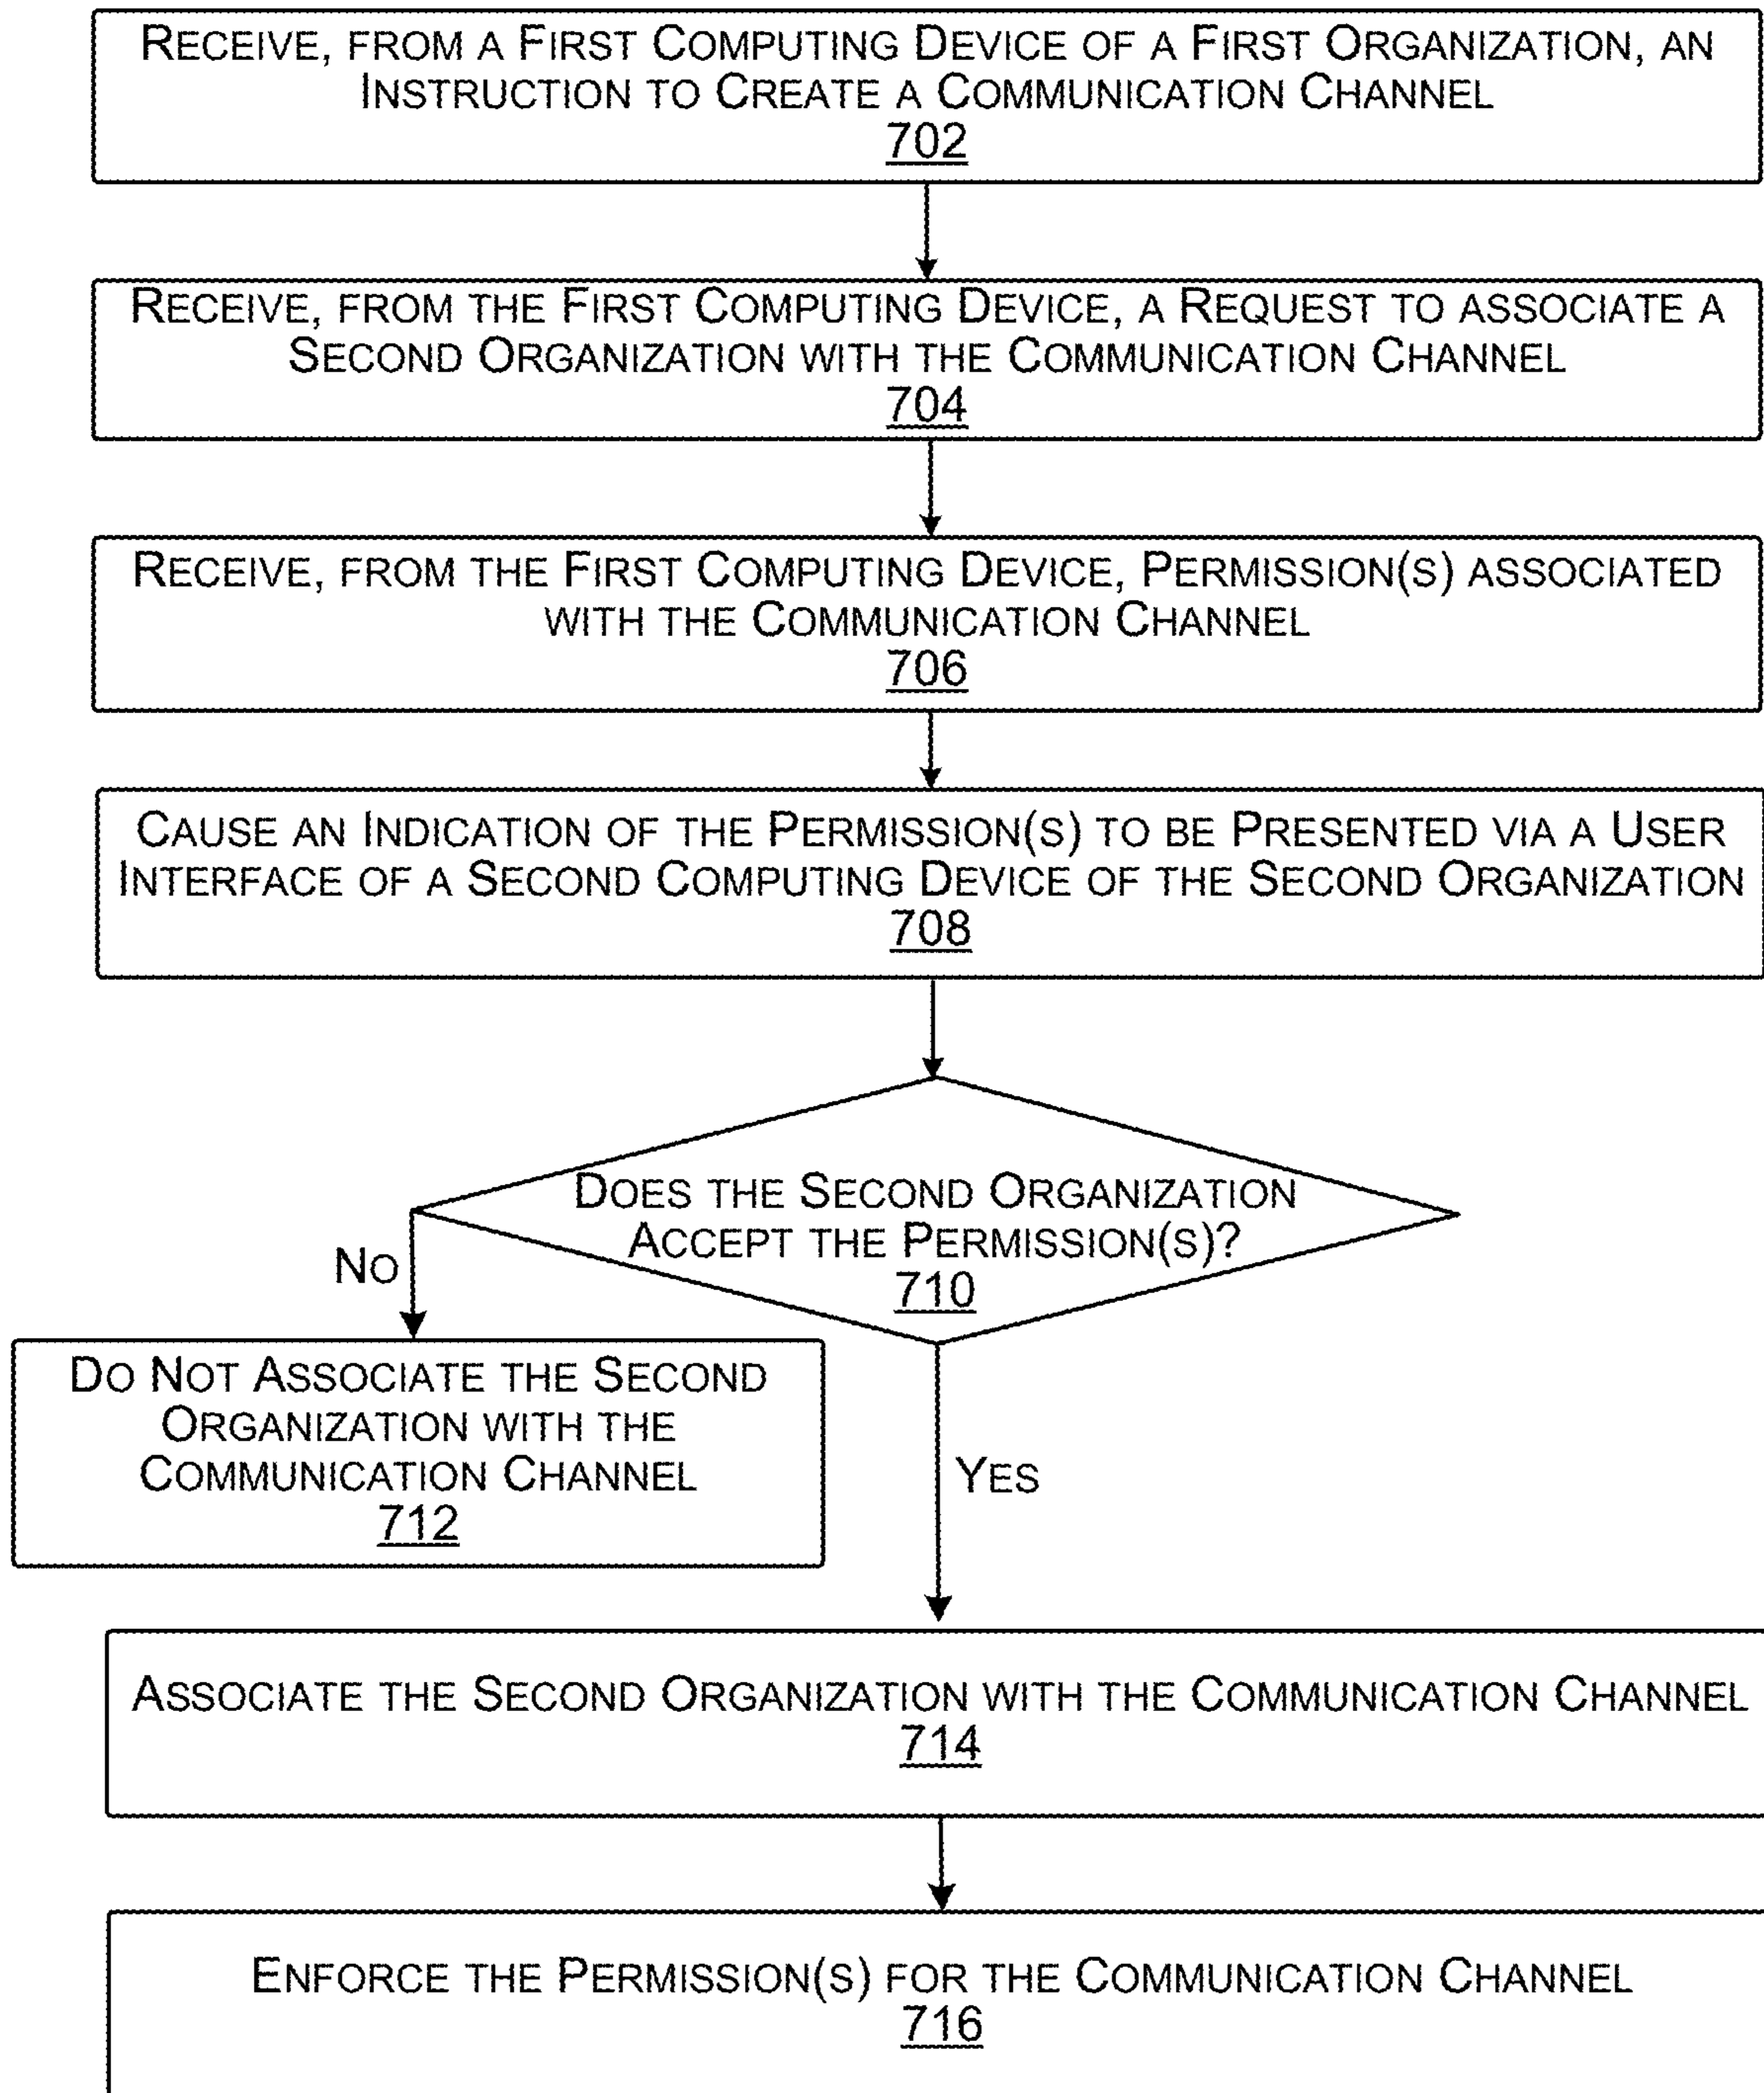 RECEIVE, FROM A FIRST COMPUTING DEVICE OF A FIRST ORGANIZATION, AN
INSTRUCTION TO CREATE A COMMUNICATION CHANNEL
702
RECEIVE, FROM THE FIRST COMPUTING DEVICE, A REQUEST TO ASSOCIATE A
SECOND ORGANIZATION WITH THE COMMUNICATION CHANNEL
704
RECEIVE, FROM THE FIRST COMPUTING DEVICE, PERMISSION(S) ASSOCIATED
WITH THE COMMUNICATION CHANNEL
706
CAUSE AN INDICATION OF THE PERMISSION(S) TO BE PRESENTED VIA A USER
INTERFACE OF A SECOND COMPUTING DEVICE OF THE SECOND ORGANIZATION
708
DOES THE SECOND ORGANIZATION
ACCEPT THE PERMISSION(S)?
710
NO
DO NOT ASSOCIATE THE SECOND
ORGANIZATION WITH THE
COMMUNICATION CHANNEL
712
YES
ASSOCIATE THE SECOND ORGANIZATION WITH THE COMMUNICATION CHANNEL
714
ENFORCE THE PERMISSION(S) FOR THE COMMUNICATION CHANNEL
716